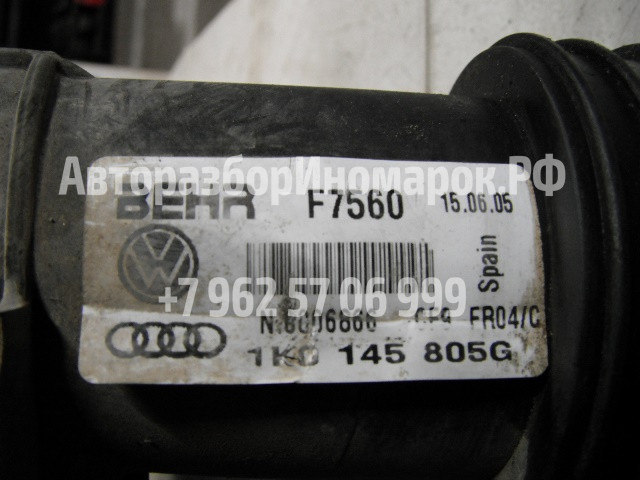 АвторазборИномарок.РФ
BEHR F7560 15.06.05
Spain
+7 962 57 06 999
FR04/C
1K0 145 805G